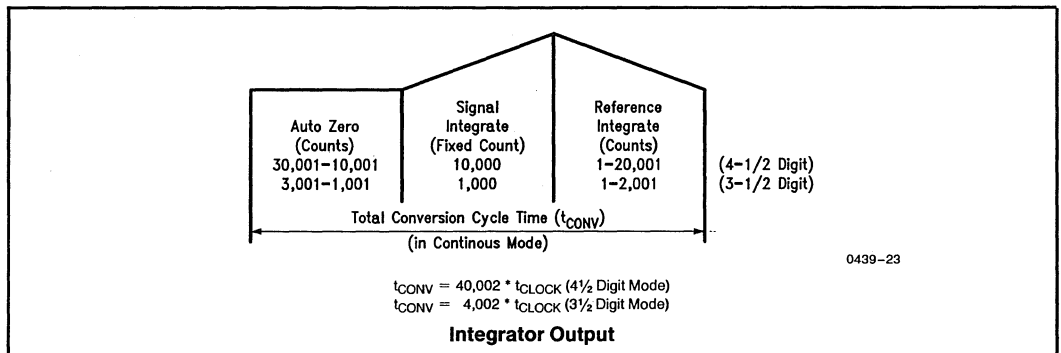 Auto Zero
(Counts)
30,001-10,001
3,001-1,001
Signal
Integrate
(Fixed Count)
10,000
1,000
Reference
Integrate
(Counts)
1-20,001
1-2,001
(4-1/2 Digit)
(3-1/2 Digit)
Total Conversion Cycle Time (tCONV)
(in Continous Mode)
0439-23
tCONV = 40,002 * tCLOCK (4½ Digit Mode)
tCONV = 4,002 * tCLOCK (3½ Digit Mode)
Integrator Output